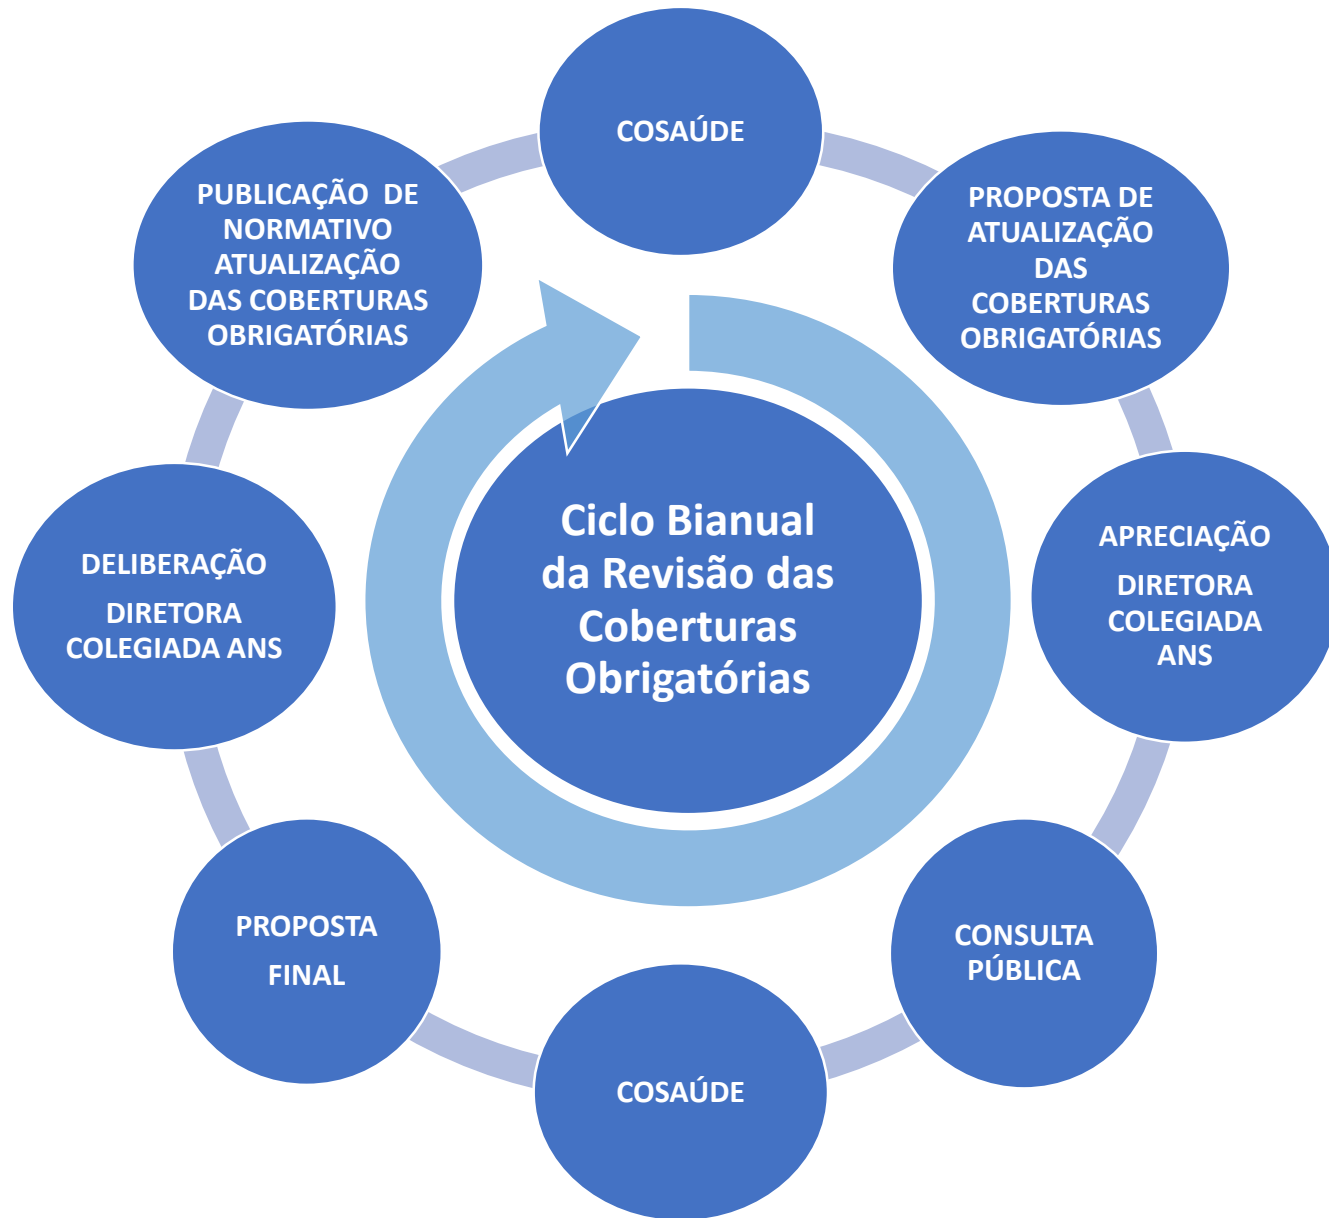 COSAÚDE
PROPOSTA DE
ATUALIZAÇÃO
DAS
COBERTURAS
OBRIGATÓRIAS
APRECIAÇÃO
DIRETORA
COLEGIADA
ANS
CONSULTA
PÚBLICA
COSAÚDE
PROPOSTA
FINAL
DELIBERAÇÃO
DIRETORA
COLEGIADA ANS
PUBLICAÇÃO DE
NORMATIVO
ATUALIZAÇÃO
DAS COBERTURAS
OBRIGATÓRIAS
Ciclo Bianual
da Revisão das
Coberturas
Obrigatórias